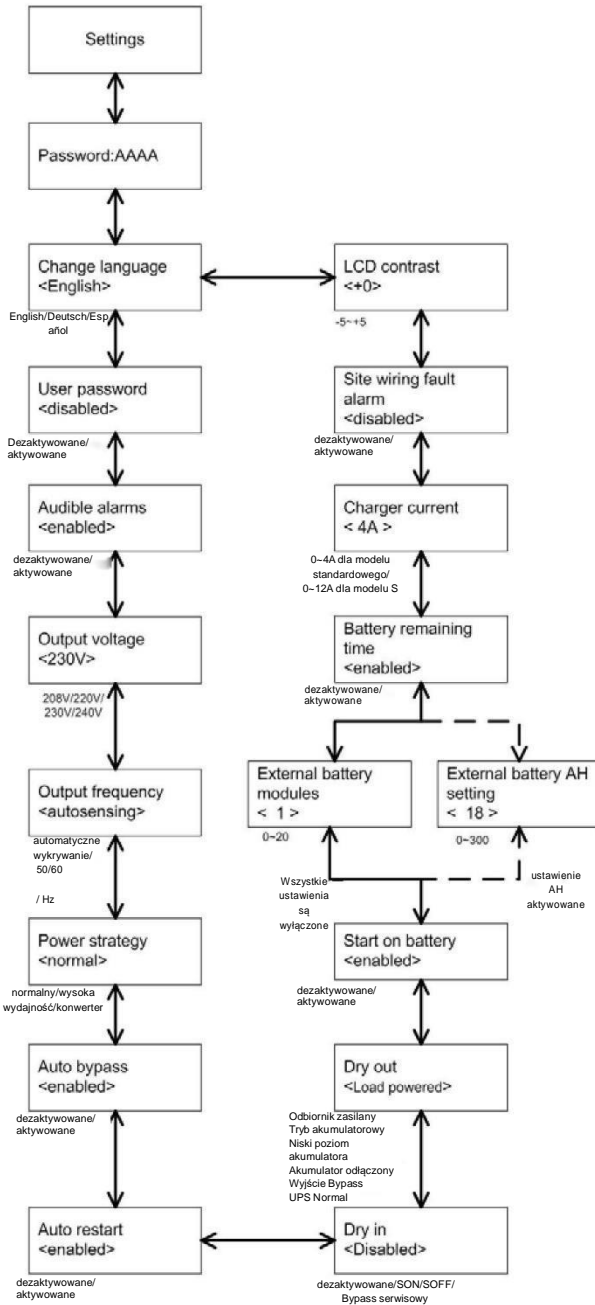 Settings
Password:AAAA
Change language
<English>
English/Deutsch/Esp
añol
User password
<disabled>
Dezaktywowane/
aktywowane
Audible alarms
<enabled>
dezaktywowane/
aktywowane
Output voltage
<230V>
208V/220V/
230V/240V
Output frequency
<autosensing>
automatyczne
wykrywanie/
50/60
/ Hz
Power strategy
<normal>
normalny/wysoka
wydajność/konwerter
Auto bypass
<enabled>
dezaktywowane/
aktywowane
Auto restart
<enabled>
dezaktywowane/
aktywowane
LCD contrast
<+0>
-5~+5
Site wiring fault
alarm
<disabled>
dezaktywowane/
aktywowane
Charger current
< 4A >
0~4A dla modelu
standardowego/
0~12A dla modelu S
Battery remaining
time
<enabled>
dezaktywowane/
aktywowane
External battery
modules
< 1 >
0~20
External battery AH
setting
< 18 >
0~300
Wszystkie
ustawienia
są
wyłączone
ustawienie
AH
aktywowane
Start on battery
<enabled>
dezaktywowane/
aktywowane
Dry out
<Load powered>
Odbiornik zasilany
Tryb akumulatorowy
Niski poziom
akumulatora
Akumulator odłączony
Wyjście Bypass
UPS Normal
Dry in
<Disabled>
dezaktywowane/SON/SOFF/
Bypass serwisowy